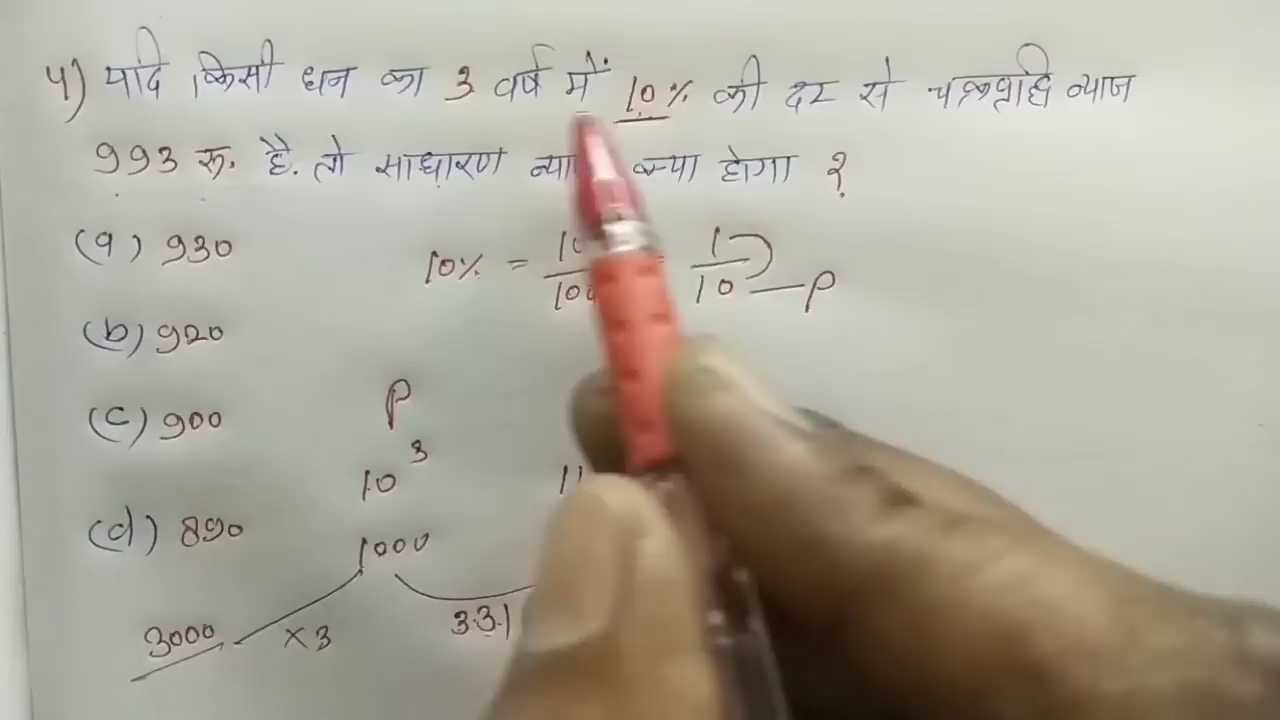 4) यदि किसी धन का 3 वर्ष में 10% की दर से चक्रवृद्धि व्याज
993 रू. है. तो साधारण क्या होगा ?
(a) 930
10% = = 1/10 P
(b) 920
(c) 900
P
10³
(d) 890
1000
3000 ×3 331